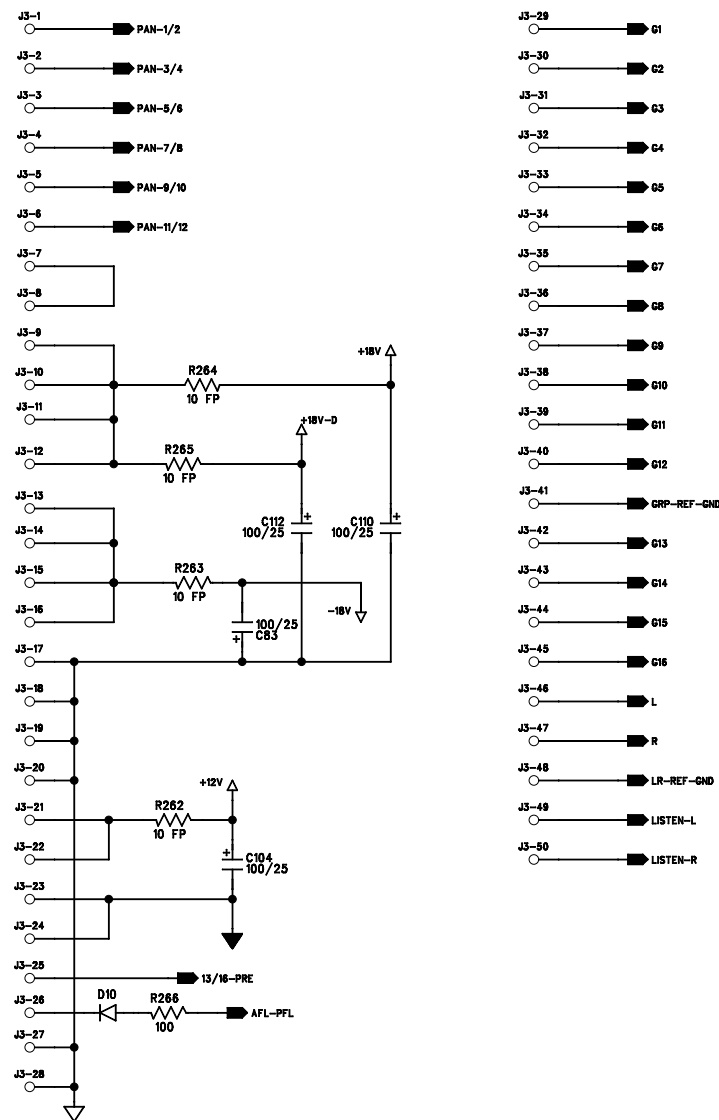 J3-1
PAN-1/2
J3-2
PAN-3/4
J3-3
PAN-5/6
J3-4
PAN-7/8
J3-5
PAN-9/10
J3-6
PAN-11/12
J3-7
J3-8
J3-9
+18V
J3-10
R264
10 FP
J3-11
+18V-D
J3-12
R265
10 FP
J3-13
C112
100/25
C110
100/25
J3-14
J3-15
R263
10 FP
J3-16
-18V
100/25
C83
J3-17
J3-18
J3-19
J3-20
+12V
J3-21
R262
10 FP
J3-22
C104
100/25
J3-23
J3-24
J3-25
13/16-PRE
J3-26
D10
R266
100
AFL-PFL
J3-27
J3-28
J3-29
G1
J3-30
G2
J3-31
G3
J3-32
G4
J3-33
G5
J3-34
G6
J3-35
G7
J3-36
G8
J3-37
G9
J3-38
G10
J3-39
G11
J3-40
G12
J3-41
GRP-REF-GND
J3-42
G13
J3-43
G14
J3-44
G15
J3-45
G16
J3-46
L
J3-47
R
J3-48
LR-REF-GND
J3-49
LISTEN-L
J3-50
LISTEN-R